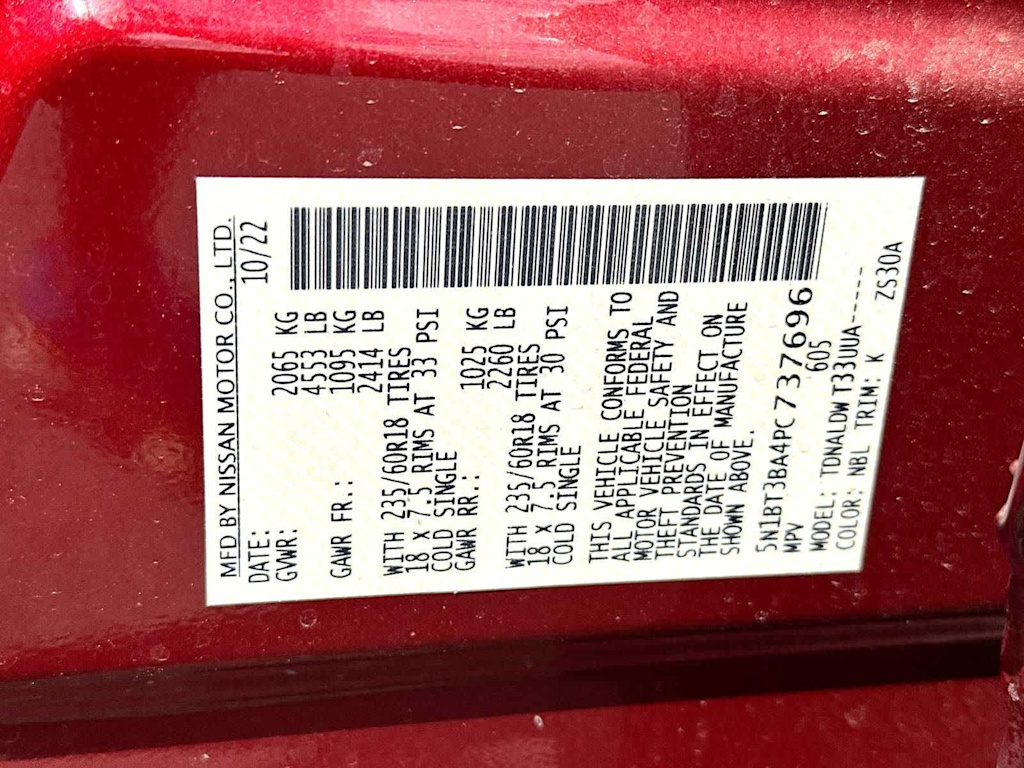 MFD BY NISSAN MOTOR CO., LTD.
DATE: 10/22
GVWR: 2065 KG
4553 LB
GAWR FR.: 1095 KG
2414 LB
WITH 235/60R18 TIRES
18 X 7.5 RIMS AT 33 PSI
COLD SINGLE
GAWR RR.: 1025 KG
2260 LB
WITH 235/60R18 TIRES
18 X 7.5 RIMS AT 30 PSI
COLD SINGLE
THIS VEHICLE CONFORMS TO
ALL APPLICABLE FEDERAL
MOTOR VEHICLE SAFETY AND
THEFT PREVENTION
STANDARDS IN EFFECT ON
THE DATE OF MANUFACTURE
SHOWN ABOVE.
5N1BT3BA4PC737696
MPV 605
MODEL: TDNALDWT33UUA-----
COLOR: NBL TRIM: K ZS30A